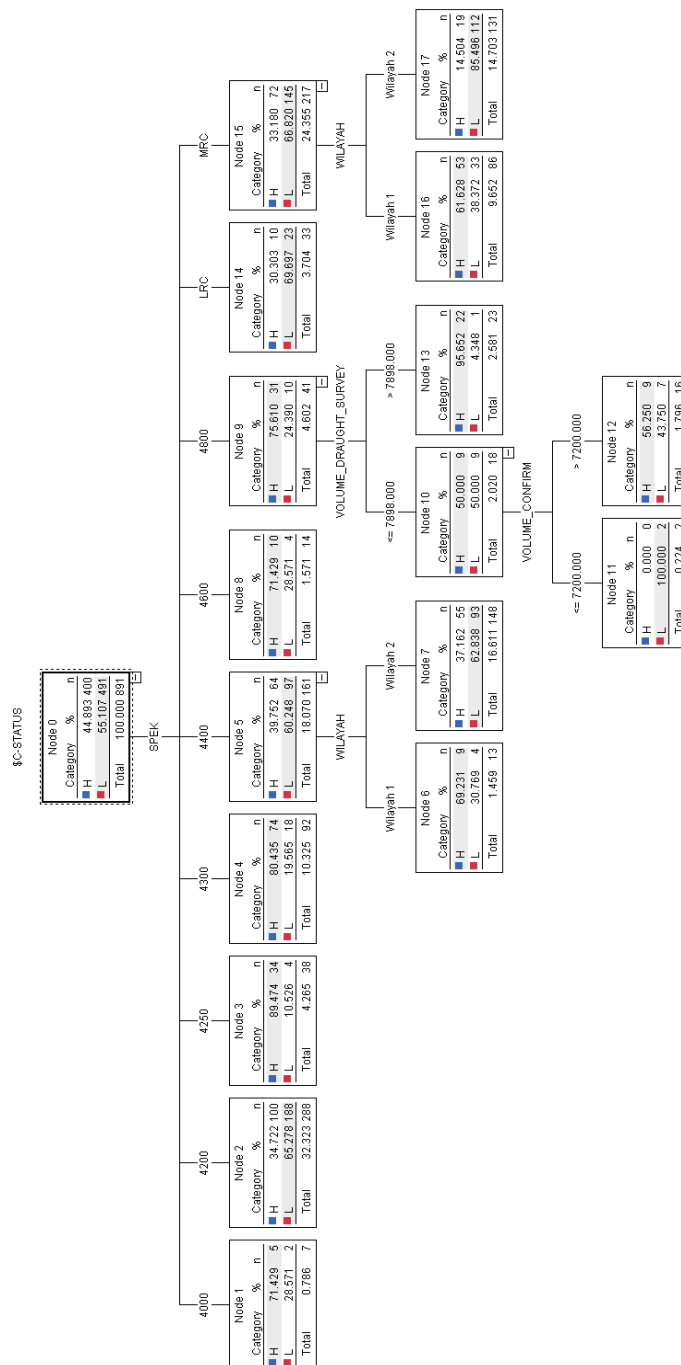 $C-STATUS
Node 0
Category % n
H 44.893 400
L 55.107 491
Total 100.000 891
SPEK
4000
Node 1
Category % n
H 71.429 5
L 28.571 2
Total 0.786 7
4200
Node 2
Category % n
H 34.722 100
L 65.278 188
Total 32.323 288
4250
Node 3
Category % n
H 89.474 34
L 10.526 4
Total 4.265 38
4300
Node 4
Category % n
H 80.435 74
L 19.565 18
Total 10.325 92
4400
Node 5
Category % n
H 39.752 64
L 60.248 97
Total 18.070 161
4600
Node 8
Category % n
H 71.429 10
L 28.571 4
Total 1.571 14
4800
Node 9
Category % n
H 75.610 31
L 24.390 10
Total 4.602 41
LRC
Node 14
Category % n
H 30.303 10
L 69.697 23
Total 3.704 33
MRC
Node 15
Category % n
H 33.180 72
L 66.820 145
Total 24.355 217
WILAYAH
Wilayah 1
Node 6
Category % n
H 69.231 9
L 30.769 4
Total 1.459 13
Wilayah 2
Node 7
Category % n
H 37.162 55
L 62.838 93
Total 16.611 148
VOLUME_DRAUGHT_SURVEY
<= 7898.000
Node 10
Category % n
H 50.000 9
L 50.000 9
Total 2.020 18
> 7898.000
Node 13
Category % n
H 95.652 22
L 4.348 1
Total 2.581 23
WILAYAH
Wilayah 1
Node 16
Category % n
H 61.628 53
L 38.372 33
Total 9.652 86
Wilayah 2
Node 17
Category % n
H 14.504 19
L 85.496 112
Total 14.703 131
VOLUME_CONFIRM
<= 7200.000
Node 11
Category % n
H 0.000 0
L 100.000 2
Total 0.224 2
> 7200.000
Node 12
Category % n
H 56.250 9
L 43.750 7
Total 1.796 16